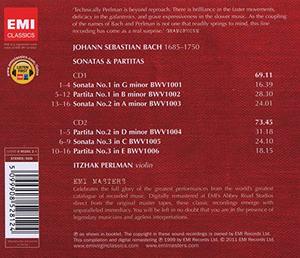 EMI
CLASSICS
'Technically Perlman is beyond reproach. There is brilliance in the faster movements,
delicacy in the galanteries, and grave expressiveness in the slower music. As the coupling
of the names of Bach and Perlman is not one that readily springs to mind, this fine
recording has come as a real surprise.' GRAMOPHONE
JOHANN SEBASTIAN BACH 1685–1750
SONATAS & PARTITAS
CD1 69.11
1–4 Sonata No.1 in G minor BWV1001 16.39
5–12 Partita No.1 in B minor BWV1002 28.30
13–16 Sonata No.2 in A minor BWV1003 24.01
CD2 73.45
1–5 Partita No.2 in D minor BWV1004 31.18
6–9 Sonata No.3 in C major BWV1005 24.10
10–16 Partita No.3 in E BWV1006 18.15
ITZHAK PERLMAN violin
EMI MASTERS
Celebrates the full glory of the greatest performances from the world's greatest
catalogue of recorded music. Digitally remastered at EMI's Abbey Road Studios
direct from the original master tapes, these classic recordings emerge with
unparalleled immediacy. You will be left in no doubt that you are in the presence of
legendary musicians and ageless interpretations.